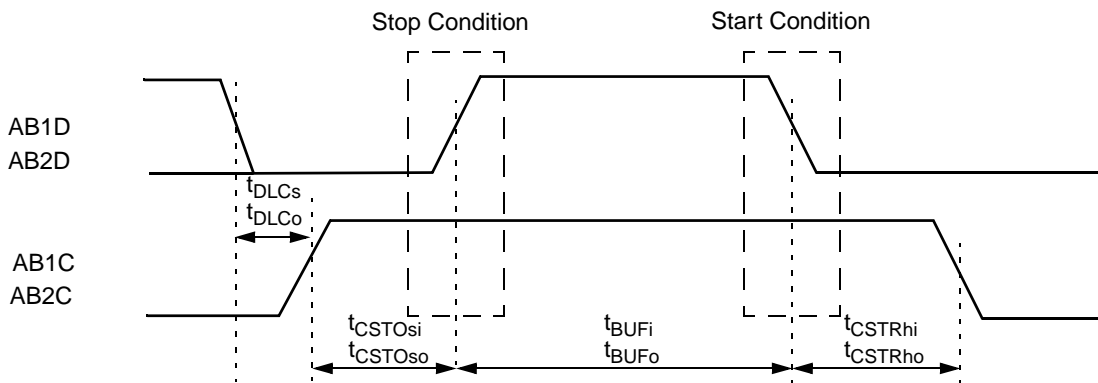 Stop Condition
Start Condition
AB1D
AB2D
tDLCs
tDLCo
AB1C
AB2C
tCSTOsi
tCSTOso
tBUFi
tBUFo
tCSTRhi
tCSTRho